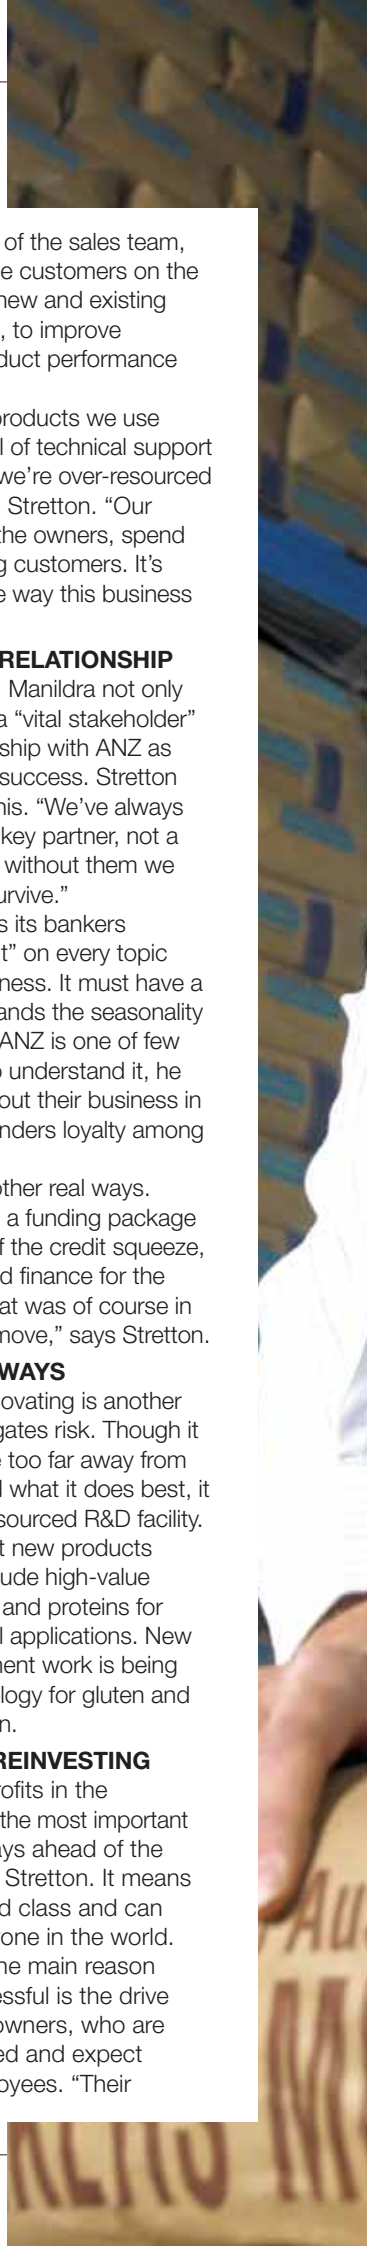 of the sales team,
e customers on the
new and existing
, to improve
duct performance
products we use
l of technical support
we’re over-resourced
Stretton. “Our
the owners, spend
g customers. It’s
e way this business
RELATIONSHIP
Manildra not only
a “vital stakeholder”
ship with ANZ as
success. Stretton
his. “We’ve always
key partner, not a
without them we
urvive.”
s its bankers
t” on every topic
ness. It must have a
ands the seasonality
ANZ is one of few
o understand it, he
out their business in
nders loyalty among
other real ways.
a funding package
f the credit squeeze,
d finance for the
at was of course in
move,” says Stretton.
WAYS
ovating is another
gates risk. Though it
e too far away from
d what it does best, it
sourced R&D facility.
t new products
ude high-value
and proteins for
l applications. New
ment work is being
ology for gluten and
n.
REINVESTING
rofits in the
the most important
ays ahead of the
Stretton. It means
d class and can
one in the world.
he main reason
essful is the drive
owners, who are
ed and expect
oyees. “Their
Au